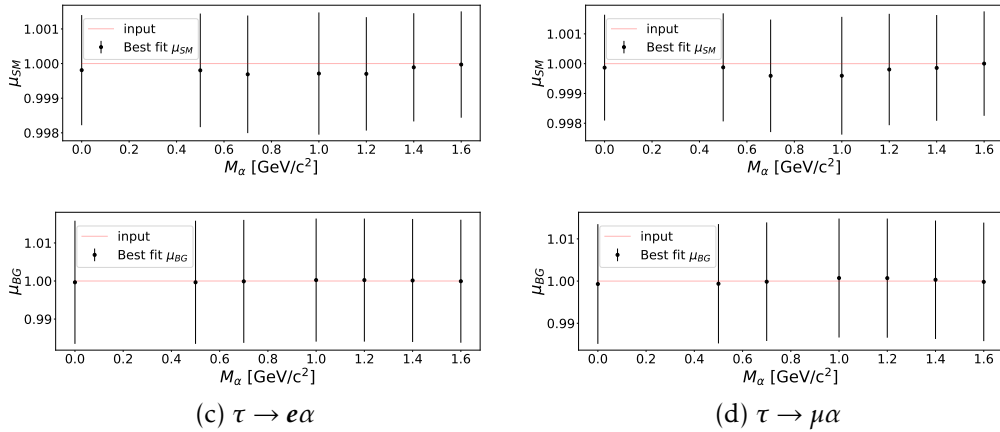 1.001
1.000
0.999
0.998
μSM
input
Best fit μSM
0.0 0.2 0.4 0.6 0.8 1.0 1.2 1.4 1.6
Mα [GeV/c²]
1.001
1.000
0.999
0.998
μSM
input
Best fit μSM
0.0 0.2 0.4 0.6 0.8 1.0 1.2 1.4 1.6
Mα [GeV/c²]
1.01
1.00
0.99
μBG
input
Best fit μBG
0.0 0.2 0.4 0.6 0.8 1.0 1.2 1.4 1.6
Mα [GeV/c²]
(c) τ → eα
1.01
1.00
0.99
μBG
input
Best fit μBG
0.0 0.2 0.4 0.6 0.8 1.0 1.2 1.4 1.6
Mα [GeV/c²]
(d) τ → μα